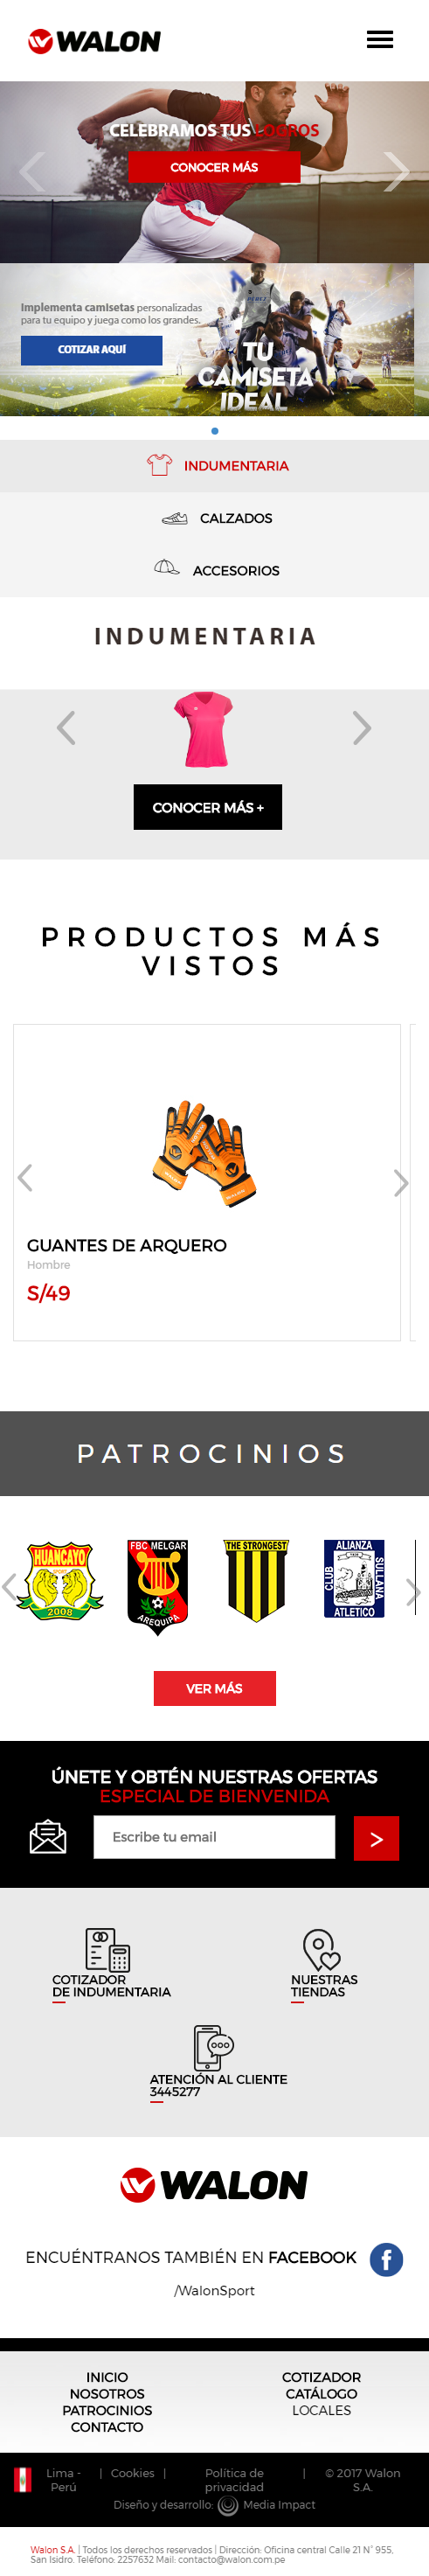 WALON
CELEBRAMOS TUS LOGROS
CONOCER MÁS
Implementa camisetas personalizadas
para tu equipo y juega como los grandes.
COTIZAR AQUÍ
TU
CAMISETA
IDEAL
INDUMENTARIA
CALZADOS
ACCESORIOS
INDUMENTARIA
CONOCER MÁS +
PRODUCTOS MÁS
VISTOS
GUANTES DE ARQUERO
Hombre
S/49
PATROCINIOS
HUANCAYO
SPORT
2008
FBC MELGAR
AREQUIPA
THE STRONGEST
ALIANZA
CLUB
SULLANA
ATLETICO
VER MÁS
ÚNETE Y OBTÉN NUESTRAS OFERTAS
ESPECIAL DE BIENVENIDA
Escribe tu email
>
COTIZADOR
DE INDUMENTARIA
NUESTRAS
TIENDAS
ATENCIÓN AL CLIENTE
3445277
WALON
ENCUÉNTRANOS TAMBIÉN EN FACEBOOK
/WalonSport
INICIO
NOSOTROS
PATROCINIOS
CONTACTO
COTIZADOR
CATÁLOGO
LOCALES
Lima -
Perú
| Cookies |
Política de
privacidad
|
© 2017 Walon
S.A.
Diseño y desarrollo: Media Impact
Walon S.A. | Todos los derechos reservados | Dirección: Oficina central Calle 21 N° 955,
San Isidro. Teléfono: 2257632 Mail: contacto@walon.com.pe